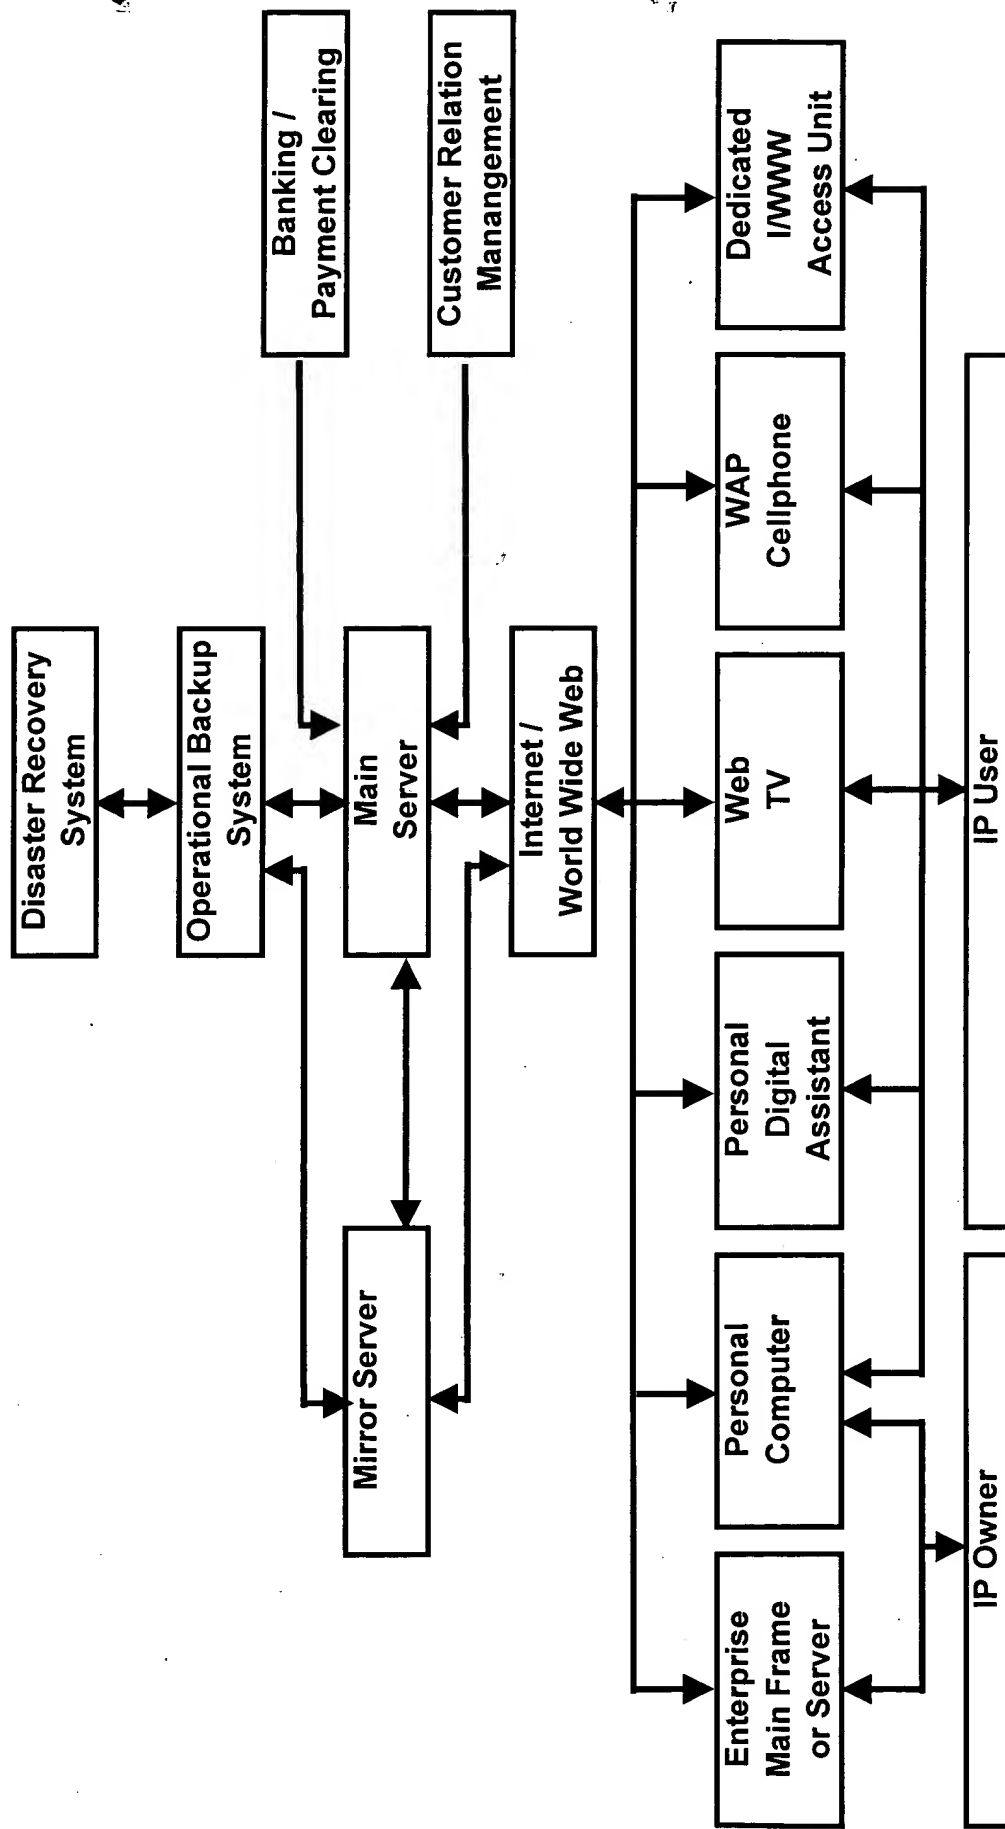 Disaster Recovery
System
Operational Backup
System
Banking /
Payment Clearing
Mirror Server
Main
Server
Customer Relation
Manangement
Internet /
World Wide Web
Enterprise
Main Frame
or Server
Personal
Computer
Personal
Digital
Assistant
Web
TV
WAP
Cellphone
Dedicated
I/WWW
Access Unit
IP Owner
IP User